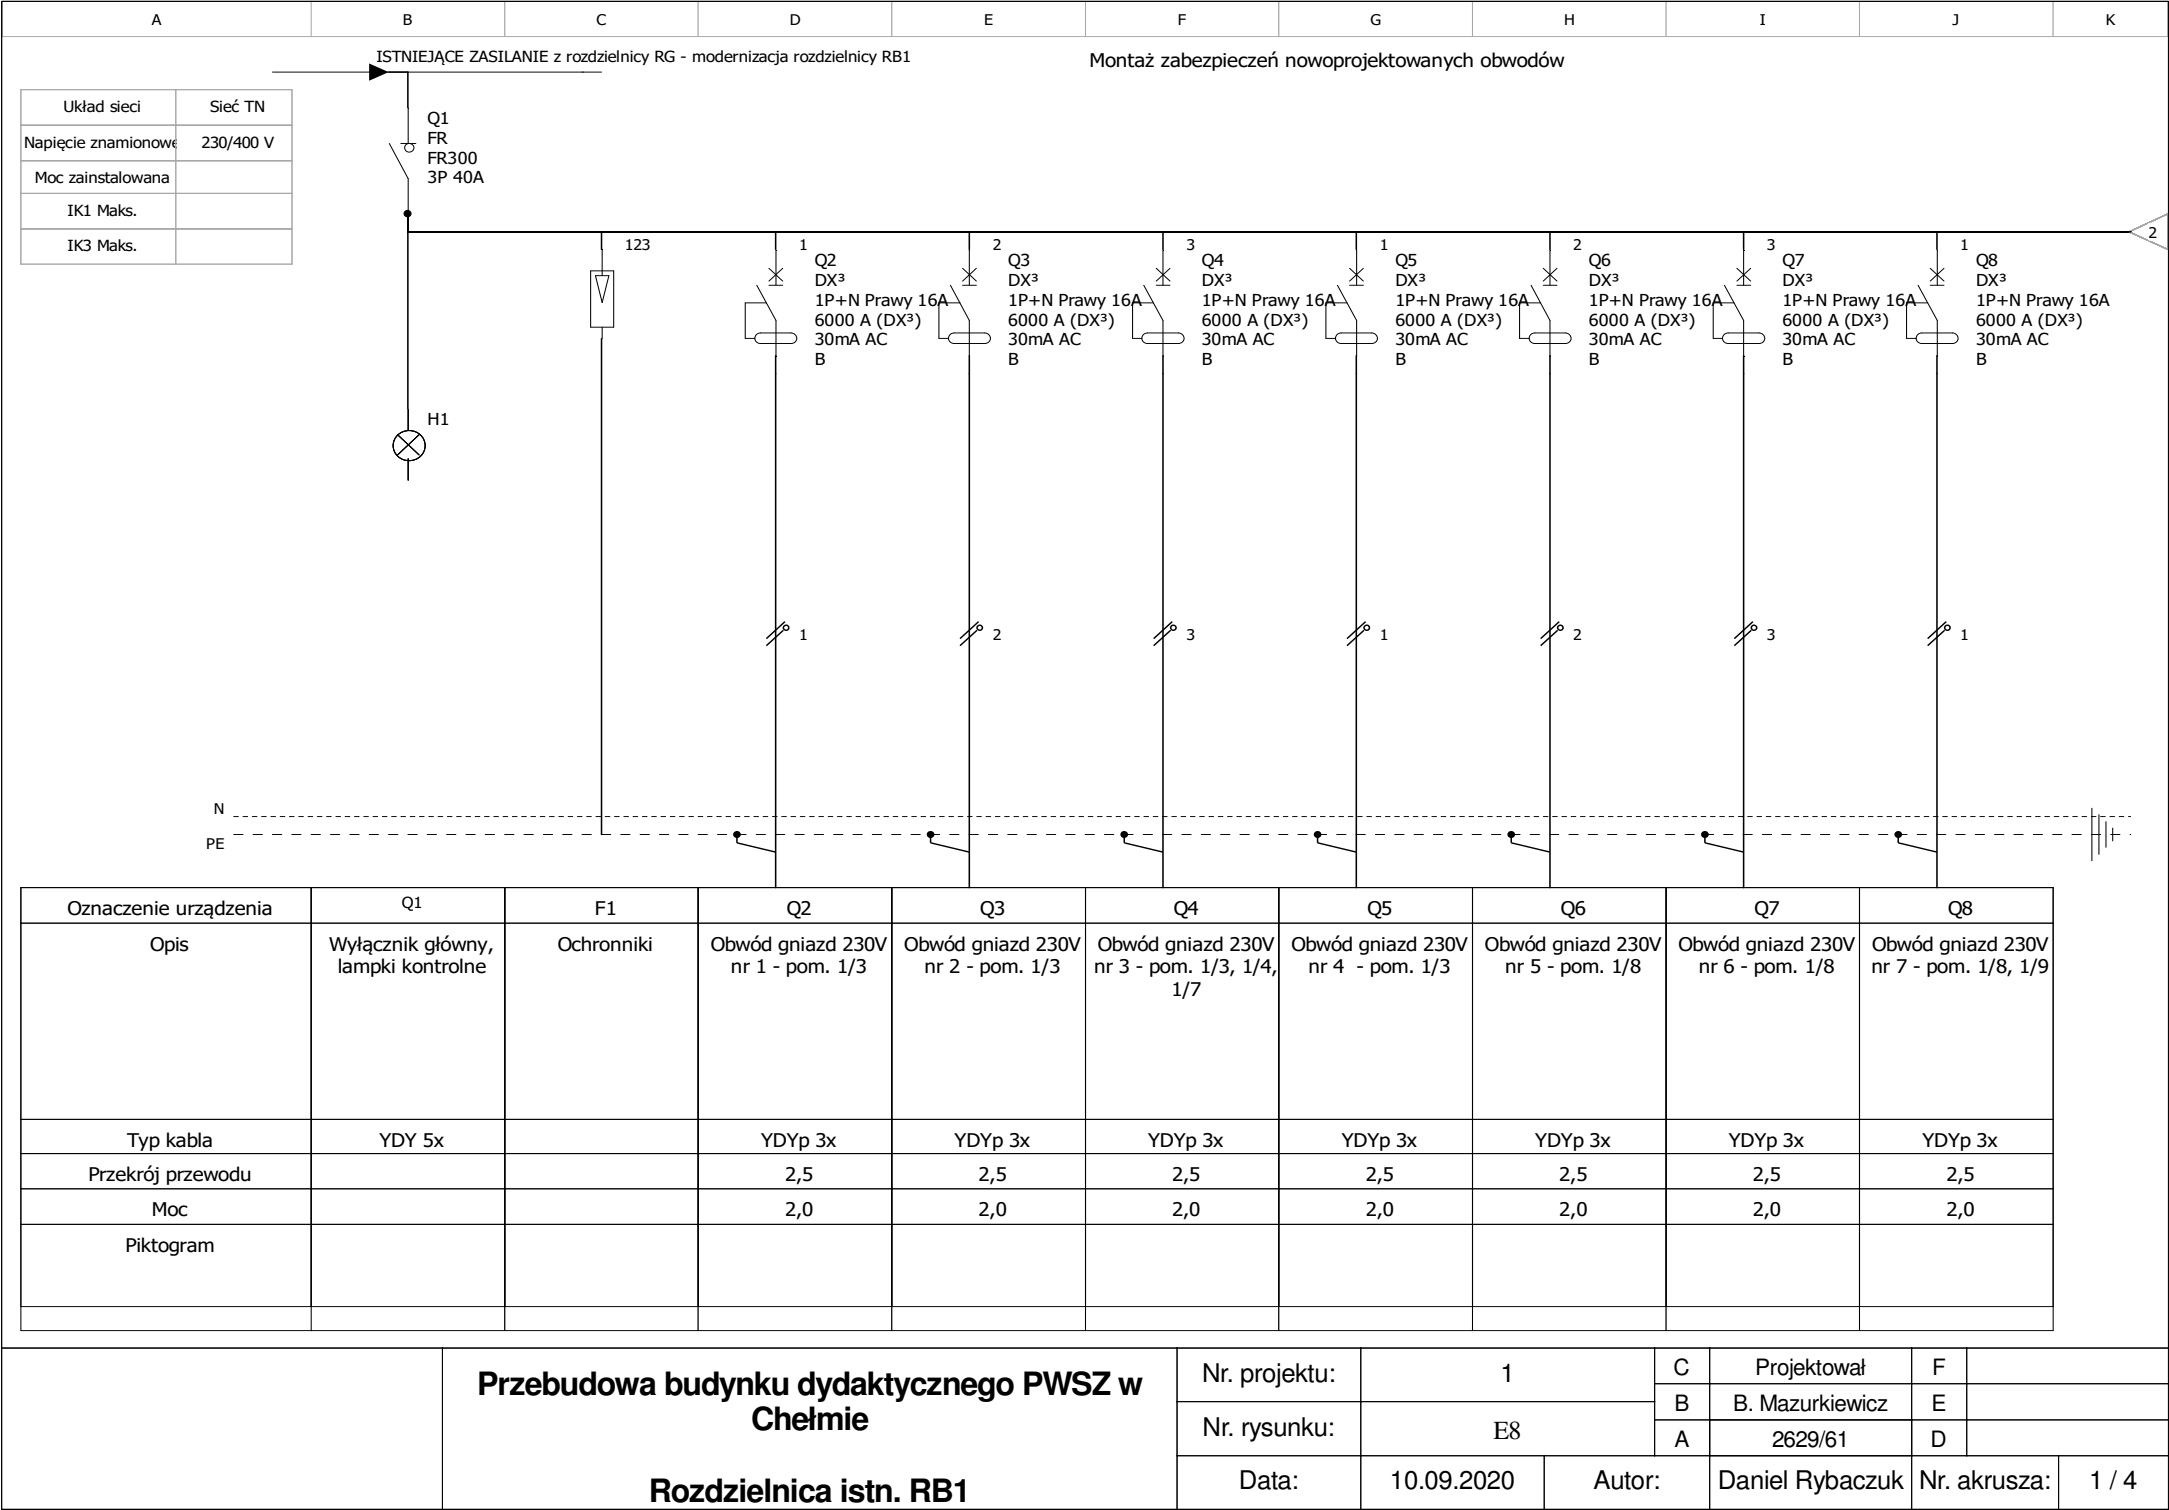 A B C D E F G H I J K
ISTNIEJĄCE ZASILANIE z rozdzielnicy RG - modernizacja rozdzielnicy RB1
Montaż zabezpieczeń nowoprojektowanych obwodów
Układ sieci Sieć TN
Napięcie znamionowe 230/400 V
Moc zainstalowana
IK1 Maks.
IK3 Maks.
Q1
FR
FR300
3P 40A
H1
123
1
Q2
DX³
1P+N Prawy 16A
6000 A (DX³)
30mA AC
B
2
Q3
DX³
1P+N Prawy 16A
6000 A (DX³)
30mA AC
B
3
Q4
DX³
1P+N Prawy 16A
6000 A (DX³)
30mA AC
B
1
Q5
DX³
1P+N Prawy 16A
6000 A (DX³)
30mA AC
B
2
Q6
DX³
1P+N Prawy 16A
6000 A (DX³)
30mA AC
B
3
Q7
DX³
1P+N Prawy 16A
6000 A (DX³)
30mA AC
B
1
Q8
DX³
1P+N Prawy 16A
6000 A (DX³)
30mA AC
B
2
1 2 3 1 2 3 1
N
PE
Oznaczenie urządzenia Q1 F1 Q2 Q3 Q4 Q5 Q6 Q7 Q8
Opis
Wyłącznik główny,
lampki kontrolne
Ochronniki
Obwód gniazd 230V
nr 1 - pom. 1/3
Obwód gniazd 230V
nr 2 - pom. 1/3
Obwód gniazd 230V
nr 3 - pom. 1/3, 1/4,
1/7
Obwód gniazd 230V
nr 4 - pom. 1/3
Obwód gniazd 230V
nr 5 - pom. 1/8
Obwód gniazd 230V
nr 6 - pom. 1/8
Obwód gniazd 230V
nr 7 - pom. 1/8, 1/9
Typ kabla YDY 5x YDYp 3x YDYp 3x YDYp 3x YDYp 3x YDYp 3x YDYp 3x YDYp 3x
Przekrój przewodu 2,5 2,5 2,5 2,5 2,5 2,5 2,5
Moc 2,0 2,0 2,0 2,0 2,0 2,0 2,0
Piktogram
Przebudowa budynku dydaktycznego PWSZ w
Chełmie
Rozdzielnica istn. RB1
Nr. projektu: 1
Nr. rysunku: E8
C Projektował F
B B. Mazurkiewicz E
A 2629/61 D
Data: 10.09.2020 Autor: Daniel Rybaczuk Nr. akrusza: 1 / 4